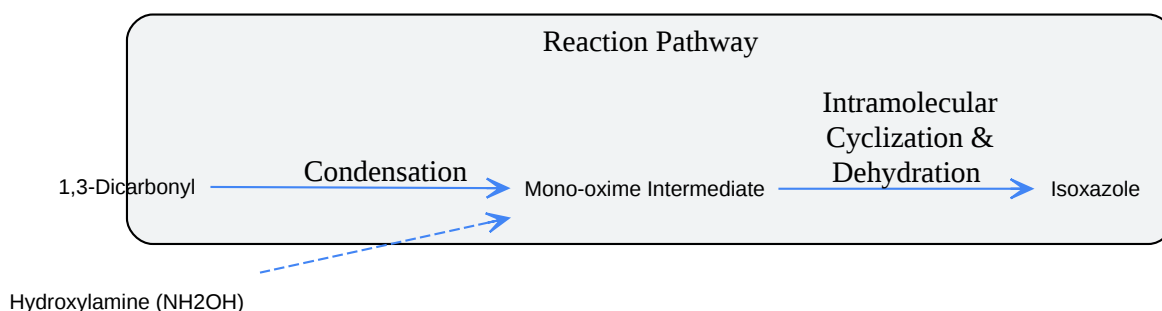 Reaction Pathway
Intramolecular
Cyclization &
Dehydration
Condensation
1,3-Dicarbonyl
Mono-oxime Intermediate
Isoxazole
Hydroxylamine (NH2OH)